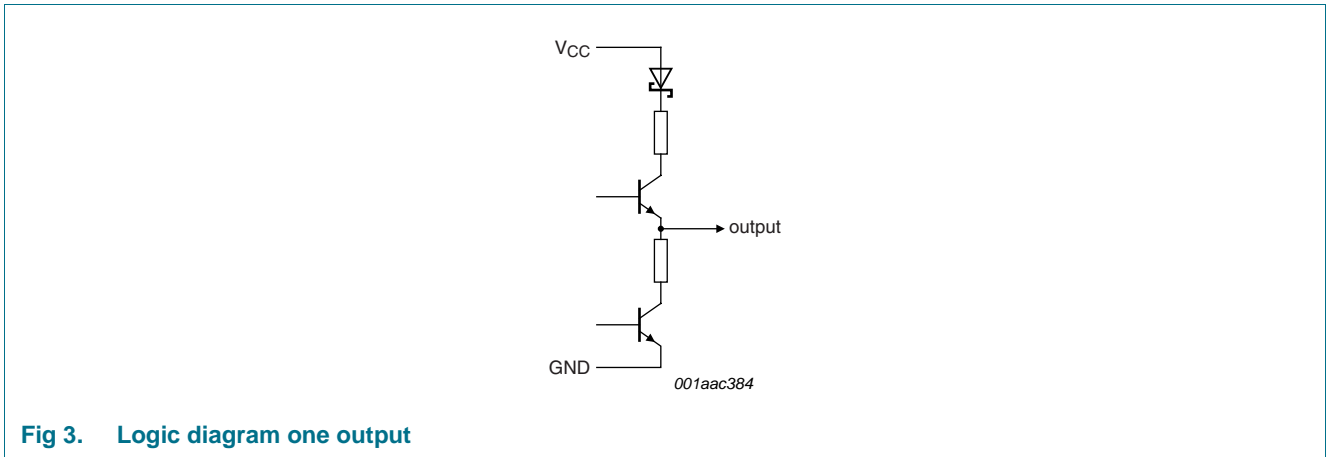 VCC
output
GND
001aac384
Fig 3. Logic diagram one output